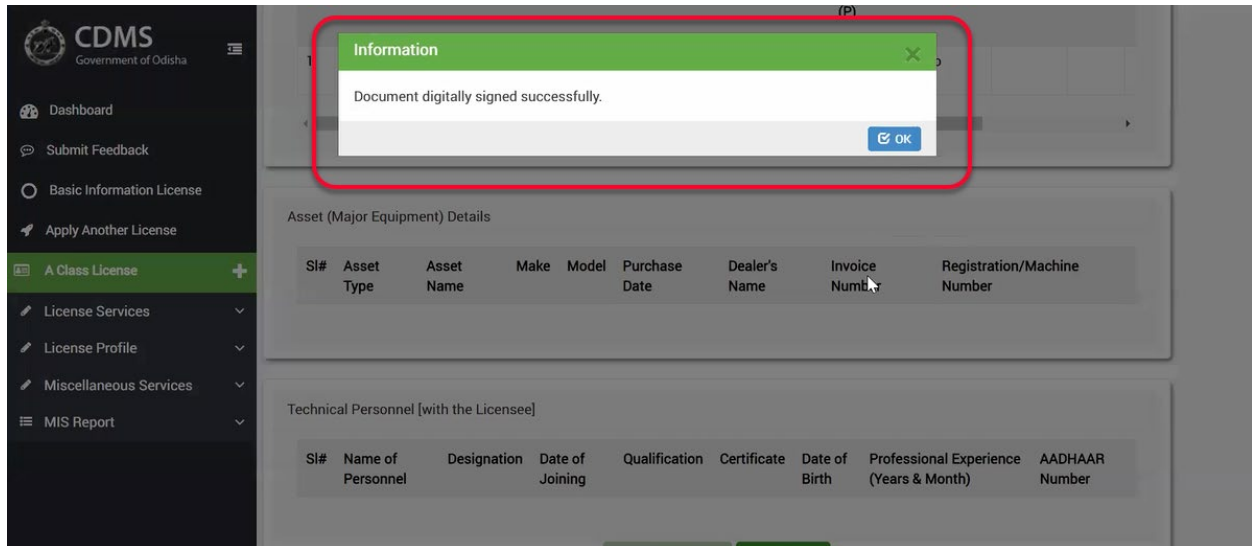 CDMS
Government of Odisha
Dashboard
Submit Feedback
Basic Information License
Apply Another License
A Class License
License Services
License Profile
Miscellaneous Services
MIS Report
(P)
Information
Document digitally signed successfully.
OK
Asset (Major Equipment) Details
Sl# Asset Type Asset Name Make Model Purchase Date Dealer's Name Invoice Number Registration/Machine Number
Technical Personnel [with the Licensee]
Sl# Name of Personnel Designation Date of Joining Qualification Certificate Date of Birth Professional Experience (Years & Month) AADHAAR Number